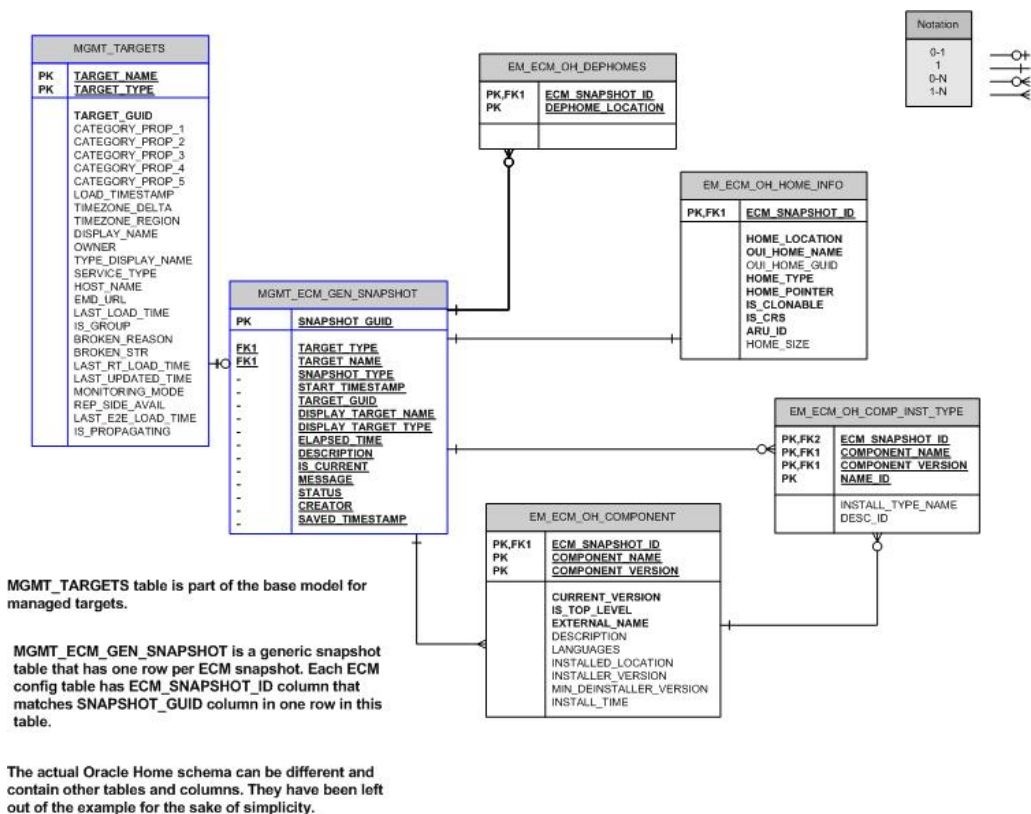 MGMT_TARGETS
PK TARGET_NAME
PK TARGET_TYPE
TARGET_GUID
CATEGORY_PROP_1
CATEGORY_PROP_2
CATEGORY_PROP_3
CATEGORY_PROP_4
CATEGORY_PROP_5
LOAD_TIMESTAMP
TIMEZONE_DELTA
TIMEZONE_REGION
DISPLAY_NAME
OWNER
TYPE_DISPLAY_NAME
SERVICE_TYPE
HOST_NAME
EMD_URL
LAST_LOAD_TIME
IS_GROUP
BROKEN_REASON
BROKEN_STR
LAST_RT_LOAD_TIME
LAST_UPDATED_TIME
MONITORING_MODE
REP_SIDE_AVAIL
LAST_E2E_LOAD_TIME
IS_PROPAGATING
EM_ECM_OH_DEPHOMES
PK,FK1 ECM_SNAPSHOT_ID
PK DEPHOME_LOCATION
Notation
0-1
1
0-N
1-N
EM_ECM_OH_HOME_INFO
PK,FK1 ECM_SNAPSHOT_ID
HOME_LOCATION
OUI_HOME_NAME
OUI_HOME_GUID
HOME_TYPE
HOME_POINTER
IS_CLONABLE
IS_CRS
ARU_ID
HOME_SIZE
MGMT_ECM_GEN_SNAPSHOT
PK SNAPSHOT_GUID
FK1 TARGET_TYPE
FK1 TARGET_NAME
- SNAPSHOT_TYPE
- START_TIMESTAMP
- TARGET_GUID
- DISPLAY_TARGET_NAME
- DISPLAY_TARGET_TYPE
- ELAPSED_TIME
- DESCRIPTION
- IS_CURRENT
- MESSAGE
- STATUS
- CREATOR
- SAVED_TIMESTAMP
EM_ECM_OH_COMP_INST_TYPE
PK,FK2 ECM_SNAPSHOT_ID
PK,FK1 COMPONENT_NAME
PK,FK1 COMPONENT_VERSION
PK NAME_ID
INSTALL_TYPE_NAME
DESC_ID
EM_ECM_OH_COMPONENT
PK,FK1 ECM_SNAPSHOT_ID
PK COMPONENT_NAME
PK COMPONENT_VERSION
CURRENT_VERSION
IS_TOP_LEVEL
EXTERNAL_NAME
DESCRIPTION
LANGUAGES
INSTALLED_LOCATION
INSTALLER_VERSION
MIN_DEINSTALLER_VERSION
INSTALL_TIME
MGMT_TARGETS table is part of the base model for
managed targets.
MGMT_ECM_GEN_SNAPSHOT is a generic snapshot
table that has one row per ECM snapshot. Each ECM
config table has ECM_SNAPSHOT_ID column that
matches SNAPSHOT_GUID column in one row in this
table.
The actual Oracle Home schema can be different and
contain other tables and columns. They have been left
out of the example for the sake of simplicity.